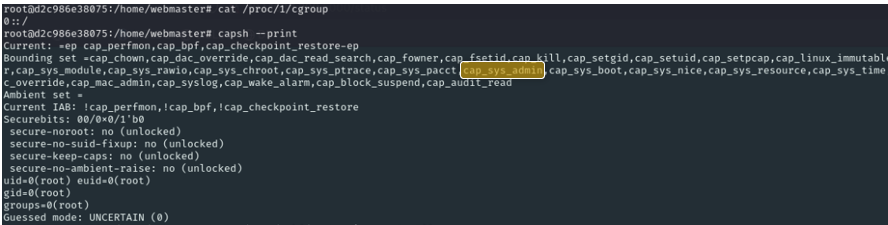 root@d2c986e38075:/home/webmaster# cat /proc/1/cgroup
0::/
root@d2c986e38075:/home/webmaster# capsh --print
Current: =ep cap_perfmon,cap_bpf,cap_checkpoint_restore-ep
Bounding set =cap_chown,cap_dac_override,cap_dac_read_search,cap_fowner,cap_fsetid,cap_kill,cap_setgid,cap_setuid,cap_setpcap,cap_linux_immutable
r,cap_sys_module,cap_sys_rawio,cap_sys_chroot,cap_sys_ptrace,cap_sys_pacct,cap_sys_admin,cap_sys_boot,cap_sys_nice,cap_sys_resource,cap_sys_time
c_override,cap_mac_admin,cap_syslog,cap_wake_alarm,cap_block_suspend,cap_audit_read
Ambient set =
Current IAB: !cap_perfmon,!cap_bpf,!cap_checkpoint_restore
Securebits: 00/0×0/1'b0
secure-noroot: no (unlocked)
secure-no-suid-fixup: no (unlocked)
secure-keep-caps: no (unlocked)
secure-no-ambient-raise: no (unlocked)
uid=0(root) euid=0(root)
gid=0(root)
groups=0(root)
Guessed mode: UNCERTAIN (0)